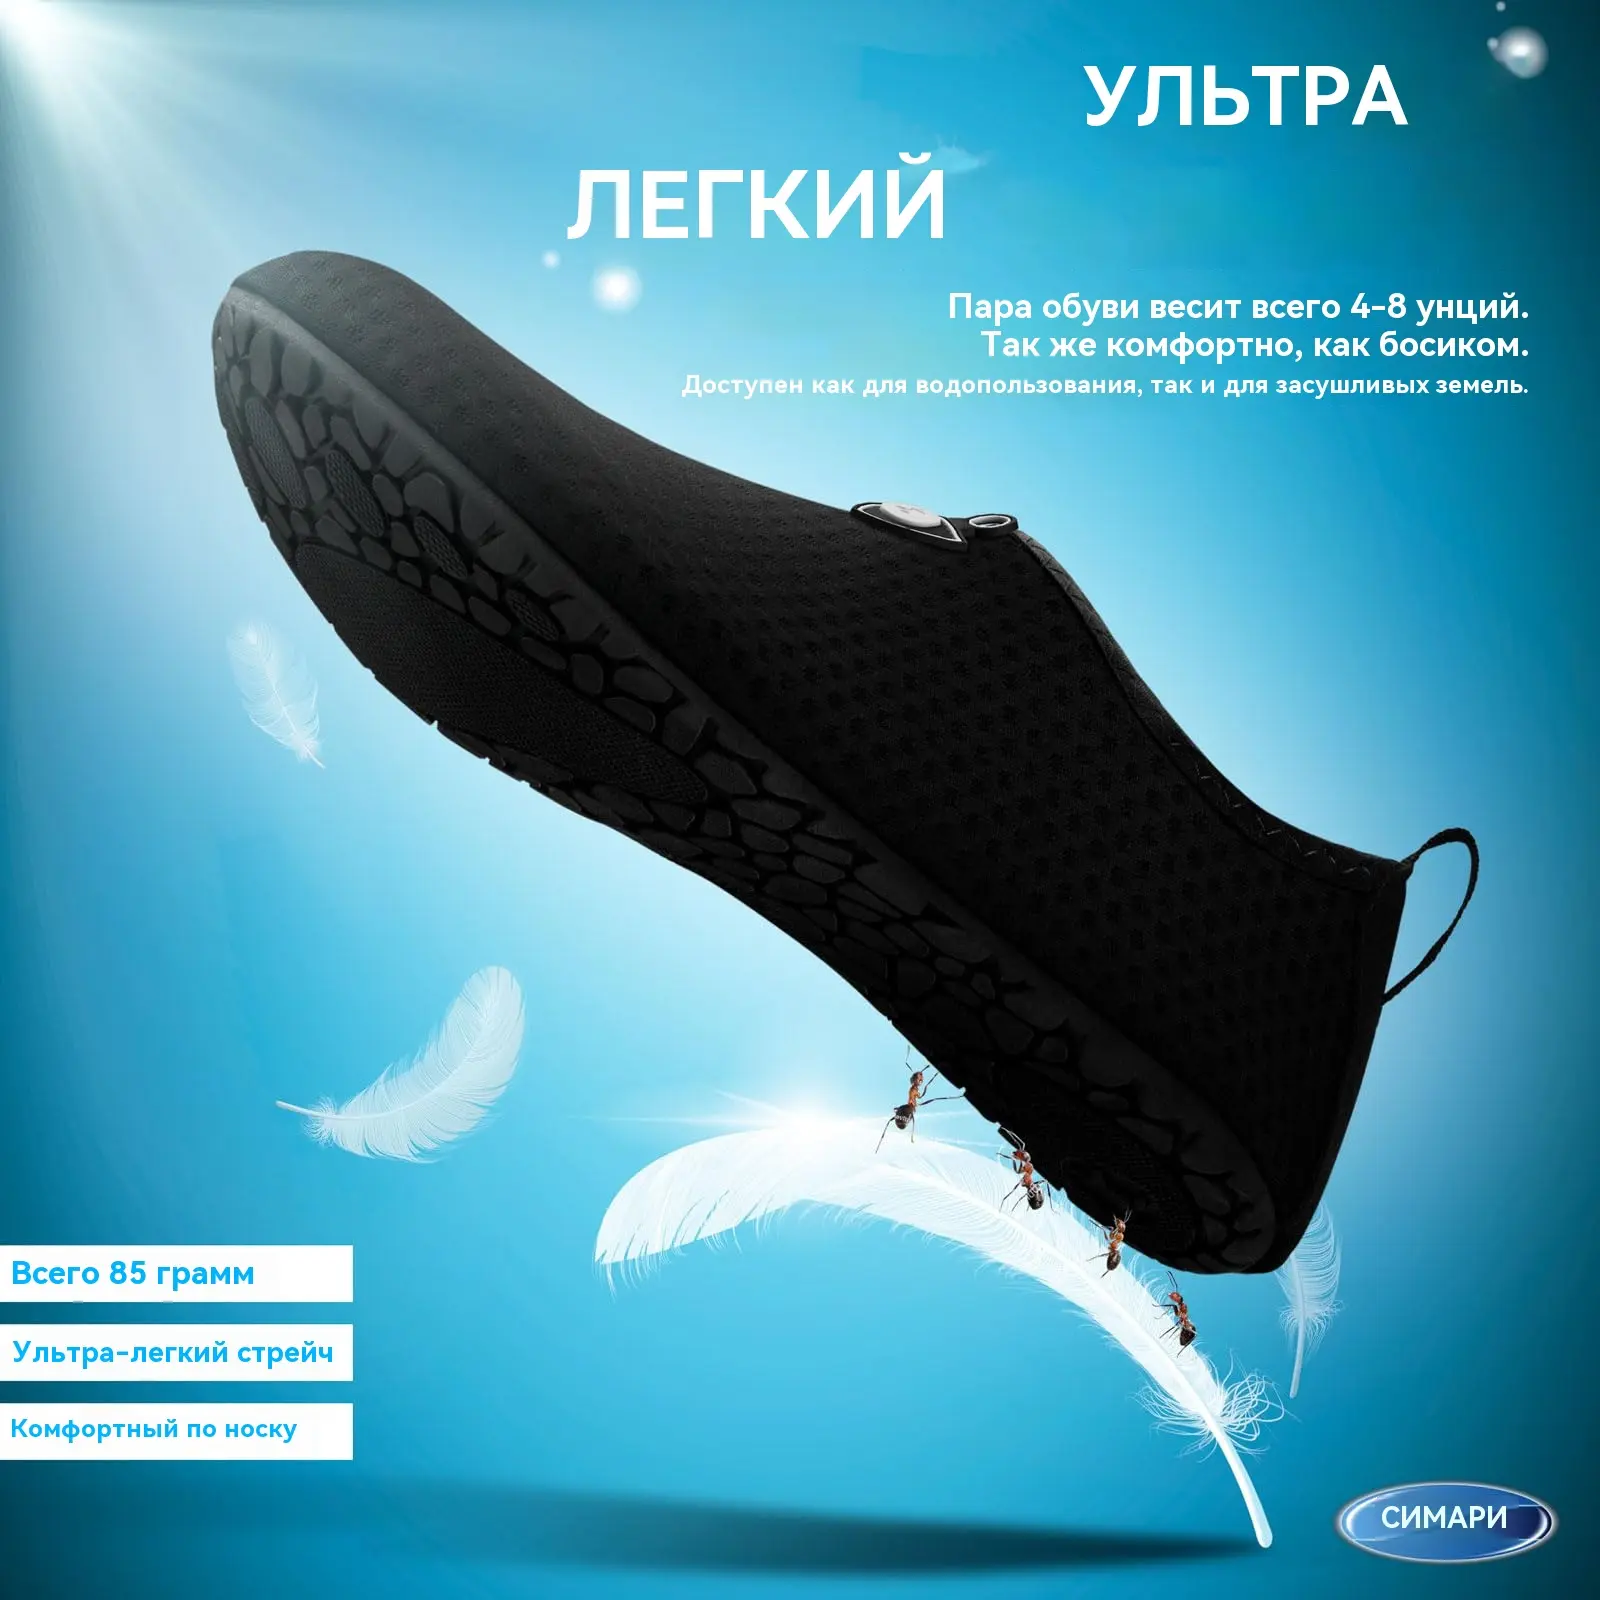 УЛЬТРА
ЛЕГКИЙ
Пара обуви весит всего 4-8 унций.
Так же комфортно, как босиком.
Доступен как для водопользования, так и для засушливых земель.
Всего 85 грамм
Ультра-легкий стрейч
Комфортный по носку
СИМАРИ